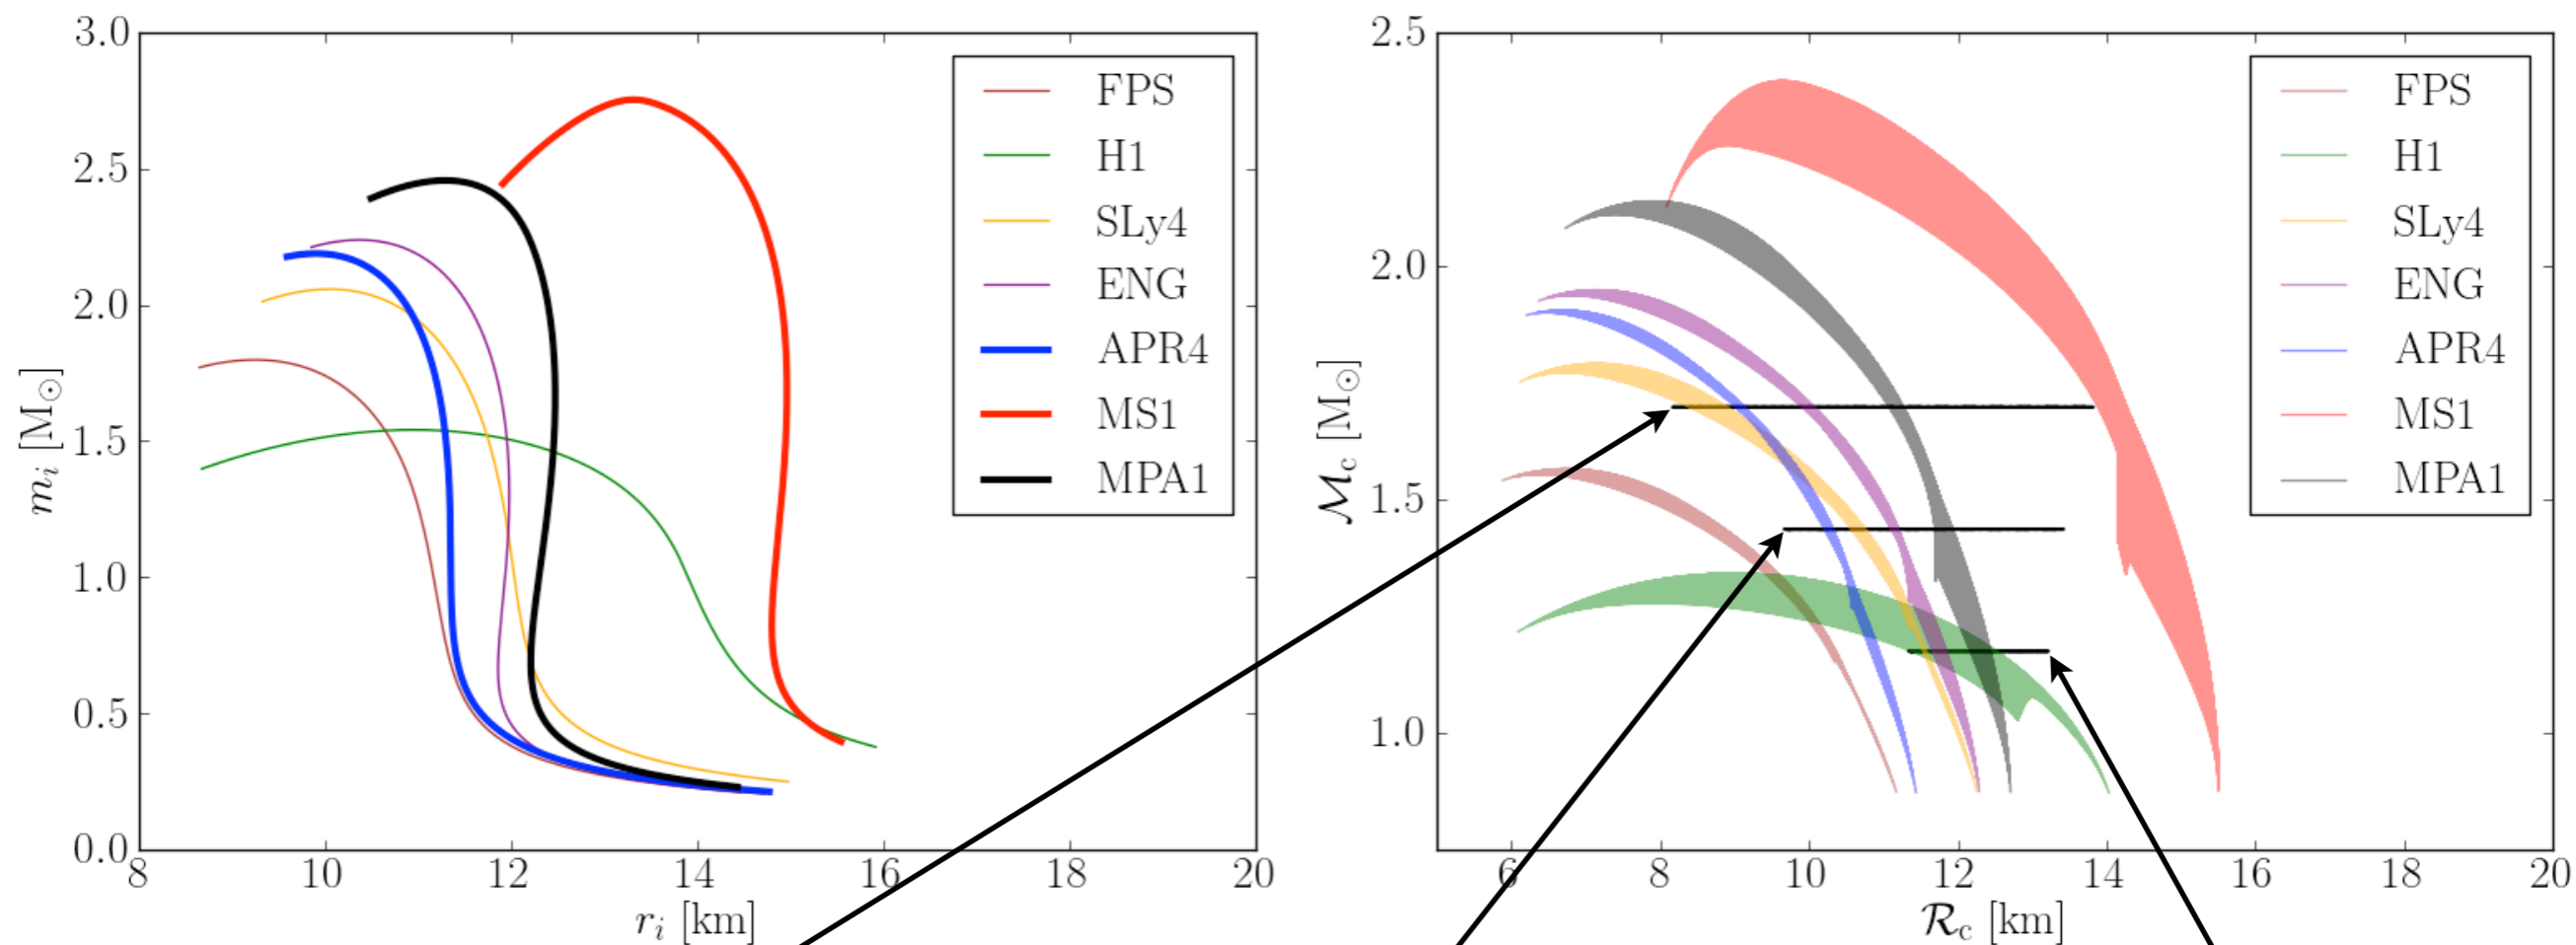 3.0
2.5
2.0
1.5
1.0
0.5
0.0
m_i [M_⊙]
8 10 12 14 16 18 20
r_i [km]
FPS
H1
SLy4
ENG
APR4
MS1
MPA1
2.5
2.0
1.5
1.0
ℳ_c [M_⊙]
6 8 10 12 14 16 18 20
ℛ_c [km]
FPS
H1
SLy4
ENG
APR4
MS1
MPA1